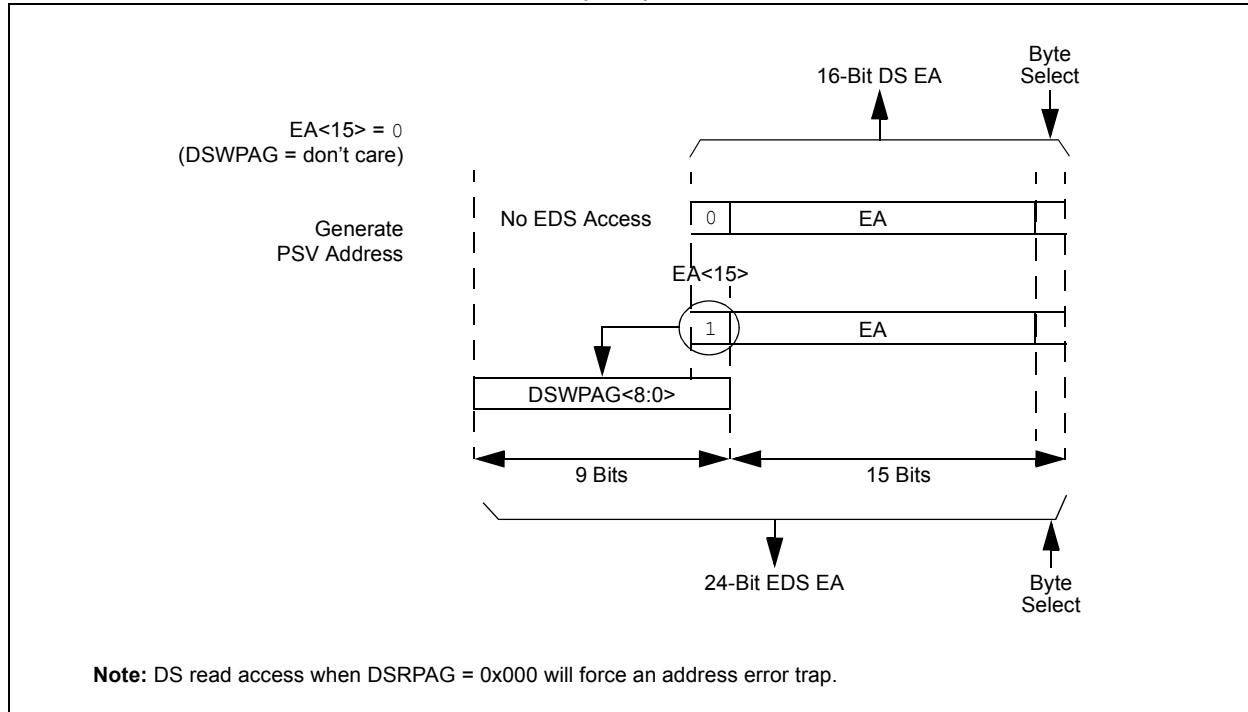 16-Bit DS EA
Byte
Select
EA<15> = 0
(DSWPAG = don't care)
No EDS Access
0
EA
Generate
PSV Address
EA<15>
1
EA
DSWPAG<8:0>
9 Bits
15 Bits
24-Bit EDS EA
Byte
Select
Note: DS read access when DSRPAG = 0x000 will force an address error trap.